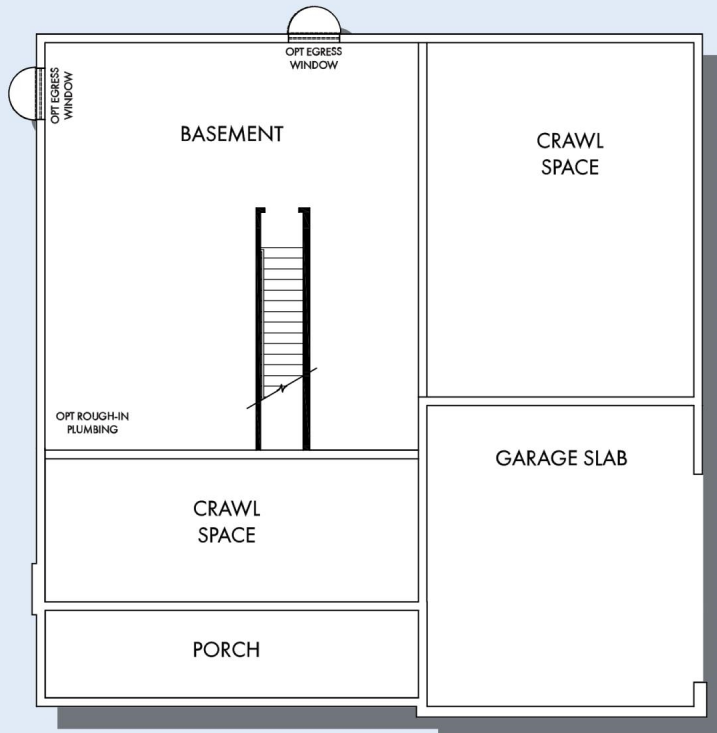 OPT EGRESS
WINDOW
OPT EGRESS
WINDOW
BASEMENT
CRAWL
SPACE
OPT ROUGH-IN
PLUMBING
GARAGE SLAB
CRAWL
SPACE
PORCH